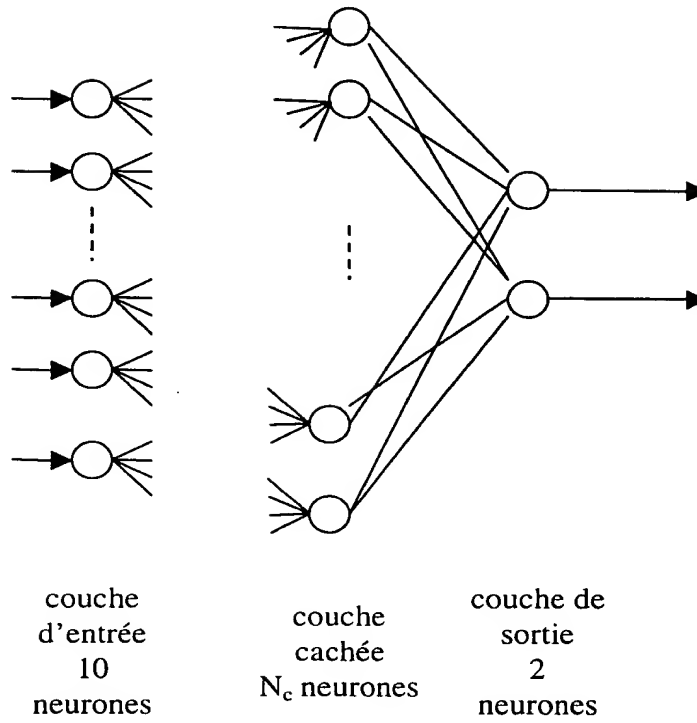 couche
d'entrée
10
neurones
couche
cachée
N_c neurones
couche de
sortie
2
neurones